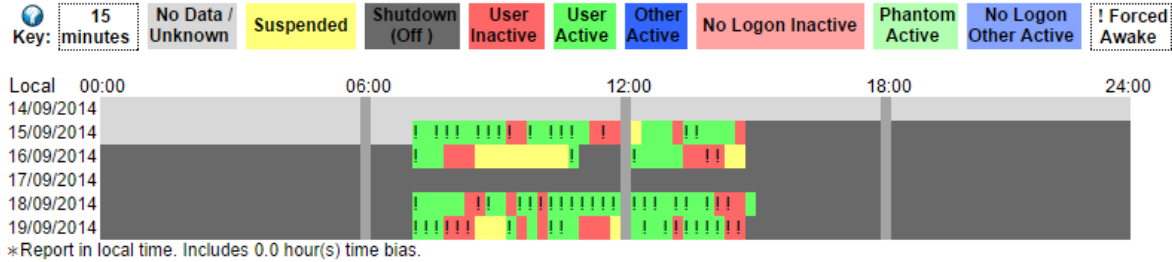 Key:
15
minutes
No Data /
Unknown
Suspended
Shutdown
(Off )
User
Inactive
User
Active
Other
Active
No Logon Inactive
Phantom
Active
No Logon
Other Active
! Forced
Awake
Local 00:00 06:00 12:00 18:00 24:00
14/09/2014
15/09/2014 ! !!! !!!! ! !!! ! !!
16/09/2014 ! ! ! !!
17/09/2014
18/09/2014 ! !! ! !!!!!!!!!! !!! !! !!!
19/09/2014 !!!!!! ! ! !! ! ! !!!!!!
*Report in local time. Includes 0.0 hour(s) time bias.